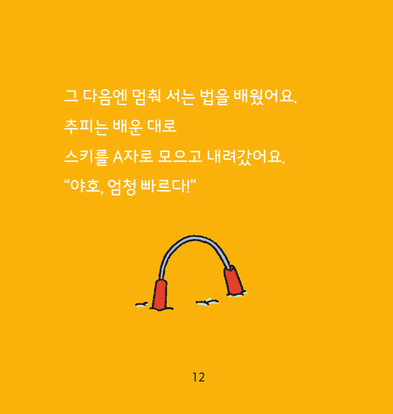 그 다음엔 멈춰 서는 법을 배웠어요.
추피는 배운 대로
스키를 A자로 모으고 내려갔어요.
“야호, 엄청 빠르다!”
12